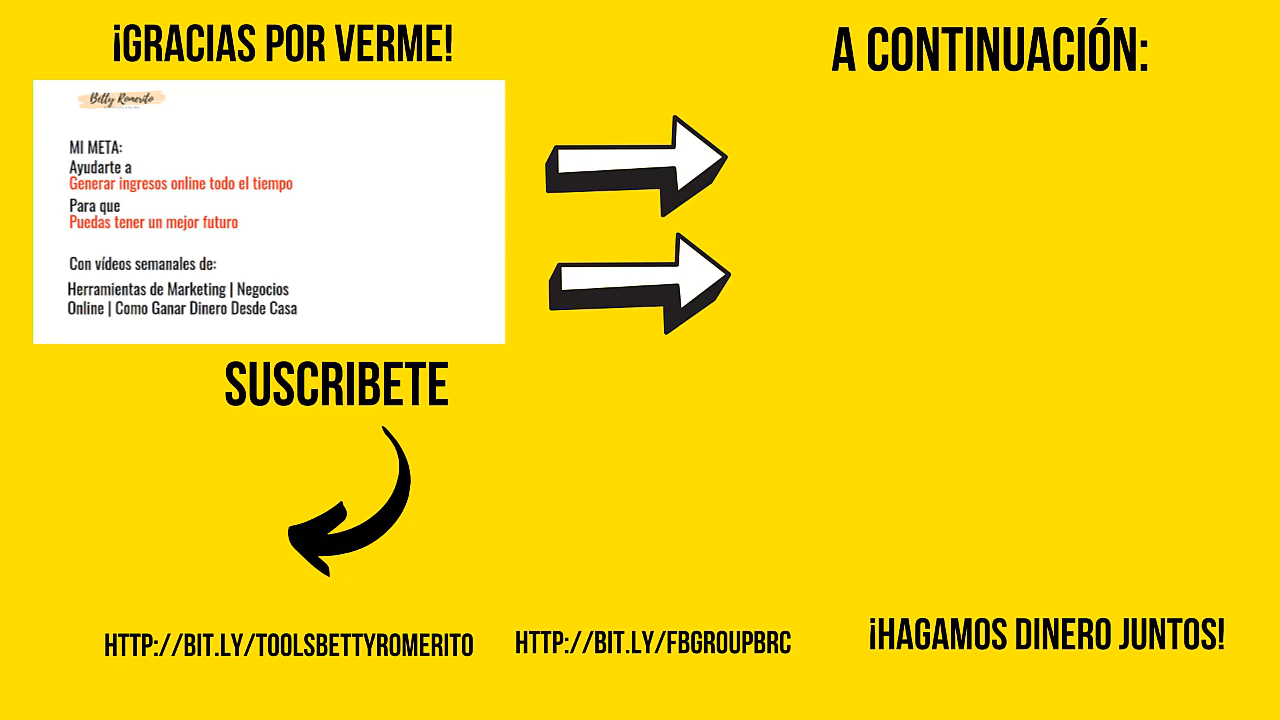 ¡GRACIAS POR VERME!
A CONTINUACIÓN:
Betty Romerito
MI META:
Ayudarte a
Generar ingresos online todo el tiempo
Para que
Puedas tener un mejor futuro
Con vídeos semanales de:
Herramientas de Marketing | Negocios
Online | Como Ganar Dinero Desde Casa
SUSCRIBETE
HTTP://BIT.LY/TOOLSBETTYROMERITO
HTTP://BIT.LY/FBGROUPBRC
¡HAGAMOS DINERO JUNTOS!